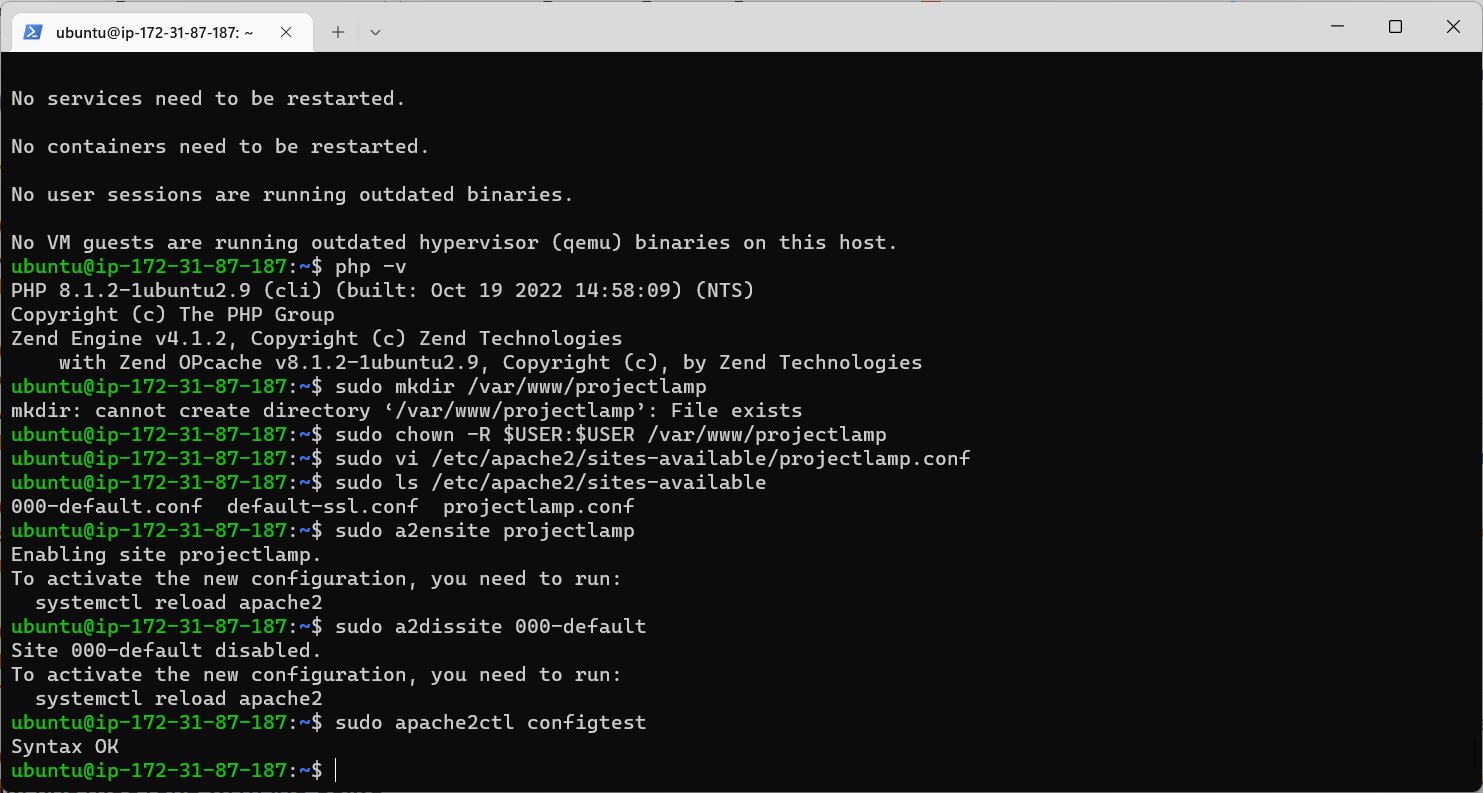 ubuntu@ip-172-31-87-187: ~
No services need to be restarted.
No containers need to be restarted.
No user sessions are running outdated binaries.
No VM guests are running outdated hypervisor (qemu) binaries on this host.
ubuntu@ip-172-31-87-187:~$ php -v
PHP 8.1.2-1ubuntu2.9 (cli) (built: Oct 19 2022 14:58:09) (NTS)
Copyright (c) The PHP Group
Zend Engine v4.1.2, Copyright (c) Zend Technologies
    with Zend OPcache v8.1.2-1ubuntu2.9, Copyright (c), by Zend Technologies
ubuntu@ip-172-31-87-187:~$ sudo mkdir /var/www/projectlamp
mkdir: cannot create directory ‘/var/www/projectlamp’: File exists
ubuntu@ip-172-31-87-187:~$ sudo chown -R $USER:$USER /var/www/projectlamp
ubuntu@ip-172-31-87-187:~$ sudo vi /etc/apache2/sites-available/projectlamp.conf
ubuntu@ip-172-31-87-187:~$ sudo ls /etc/apache2/sites-available
000-default.conf  default-ssl.conf  projectlamp.conf
ubuntu@ip-172-31-87-187:~$ sudo a2ensite projectlamp
Enabling site projectlamp.
To activate the new configuration, you need to run:
  systemctl reload apache2
ubuntu@ip-172-31-87-187:~$ sudo a2dissite 000-default
Site 000-default disabled.
To activate the new configuration, you need to run:
  systemctl reload apache2
ubuntu@ip-172-31-87-187:~$ sudo apache2ctl configtest
Syntax OK
ubuntu@ip-172-31-87-187:~$